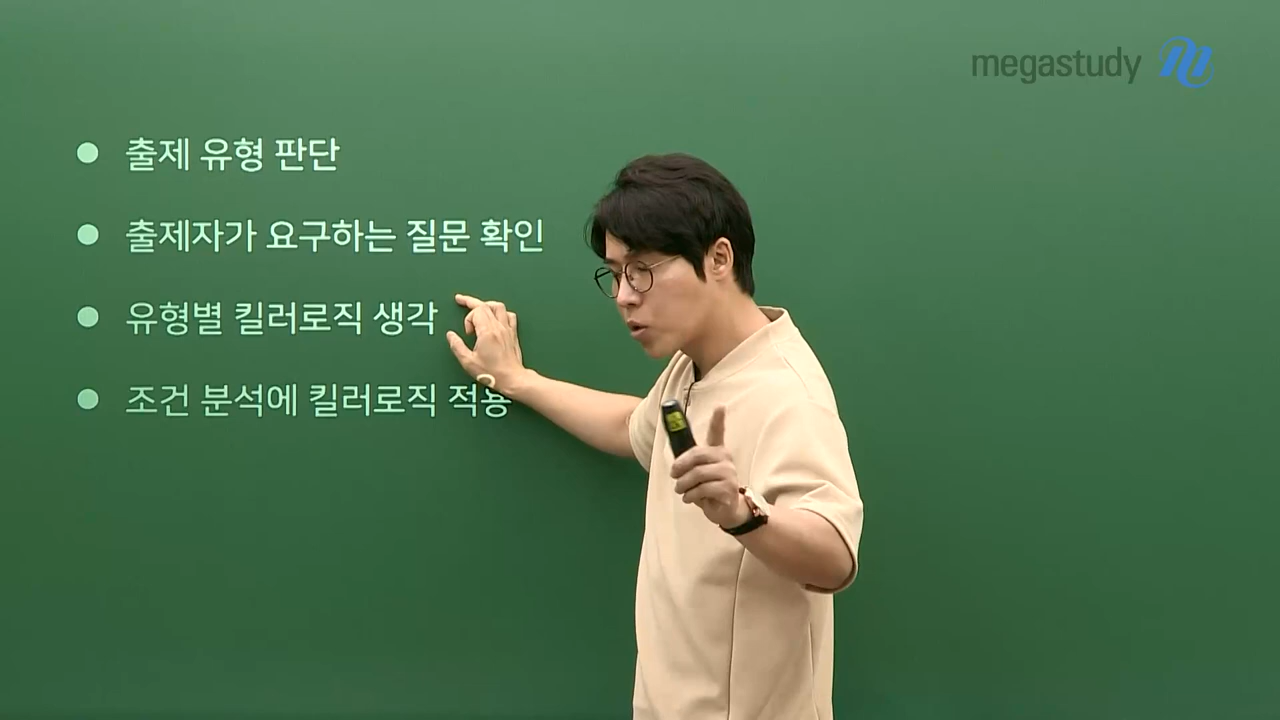 megastudy
출제 유형 판단
출제자가 요구하는 질문 확인
유형별 킬러로직 생각
조건 분석에 킬러로직 적용